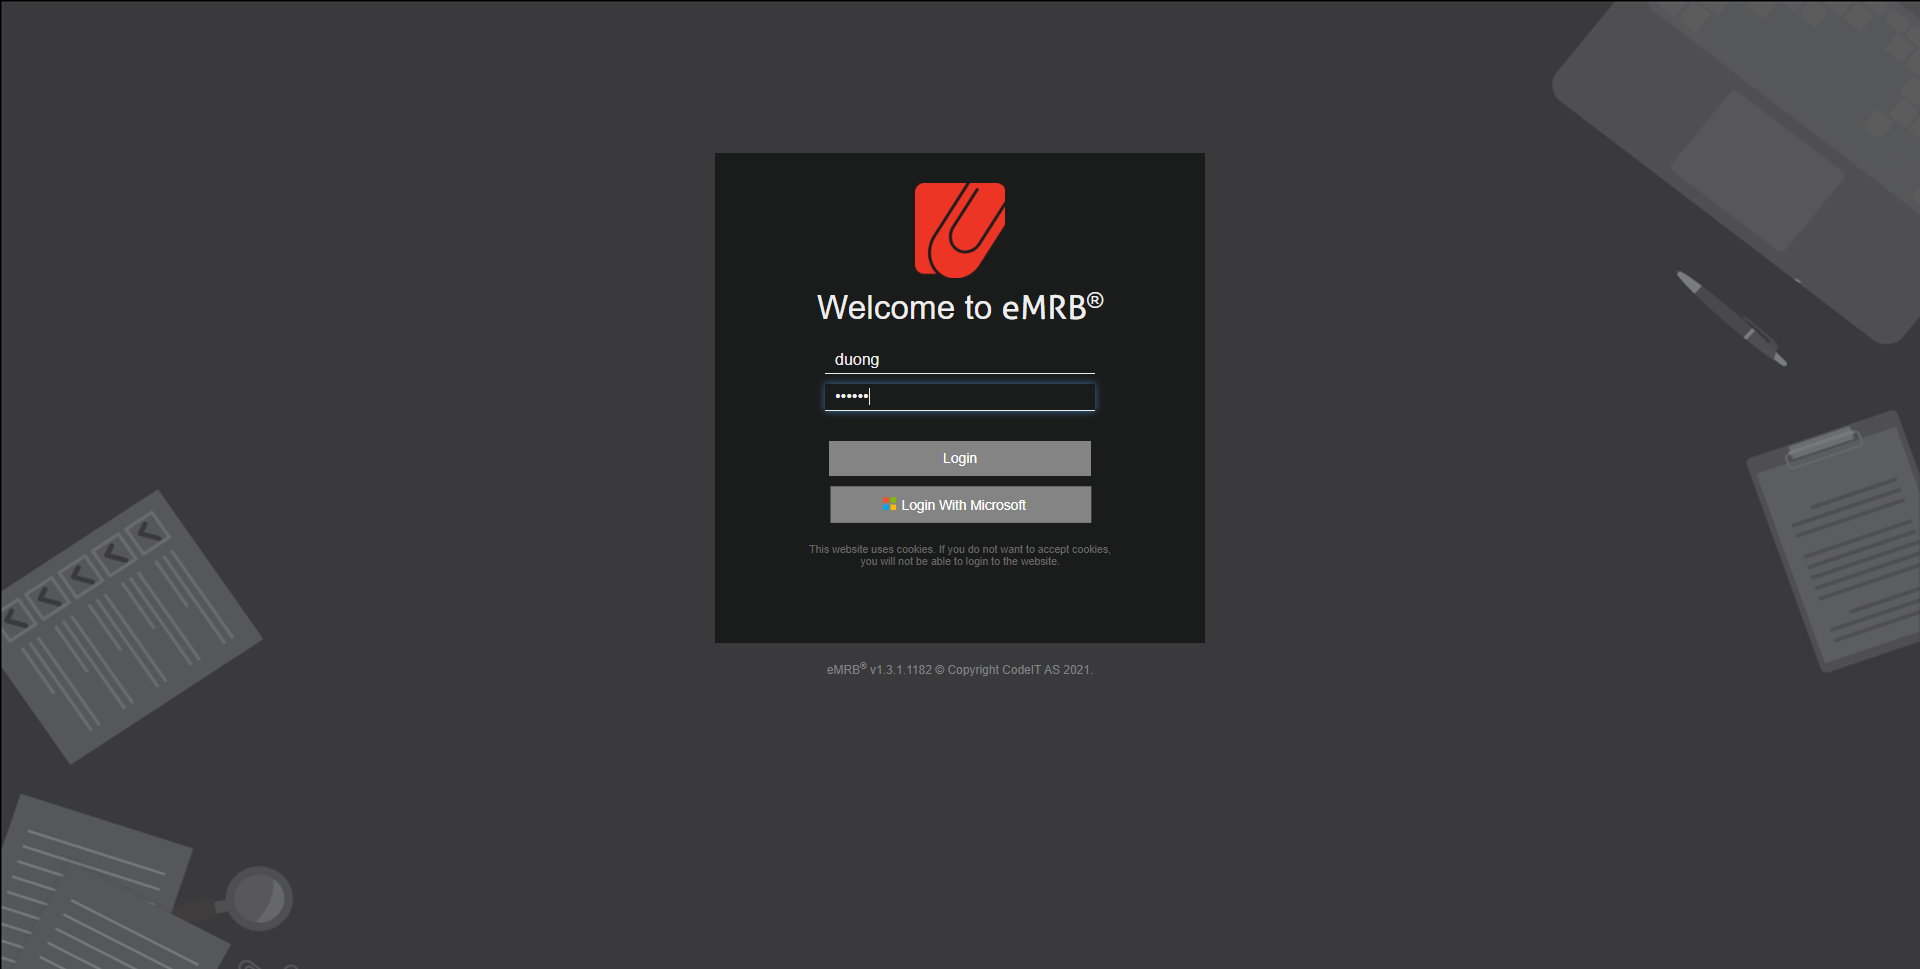 Welcome to eMRB®
duong
••••••
Login
Login With Microsoft
This website uses cookies. If you do not want to accept cookies,
you will not be able to login to the website.
eMRB® v1.3.1.1182 © Copyright CodeIT AS 2021.